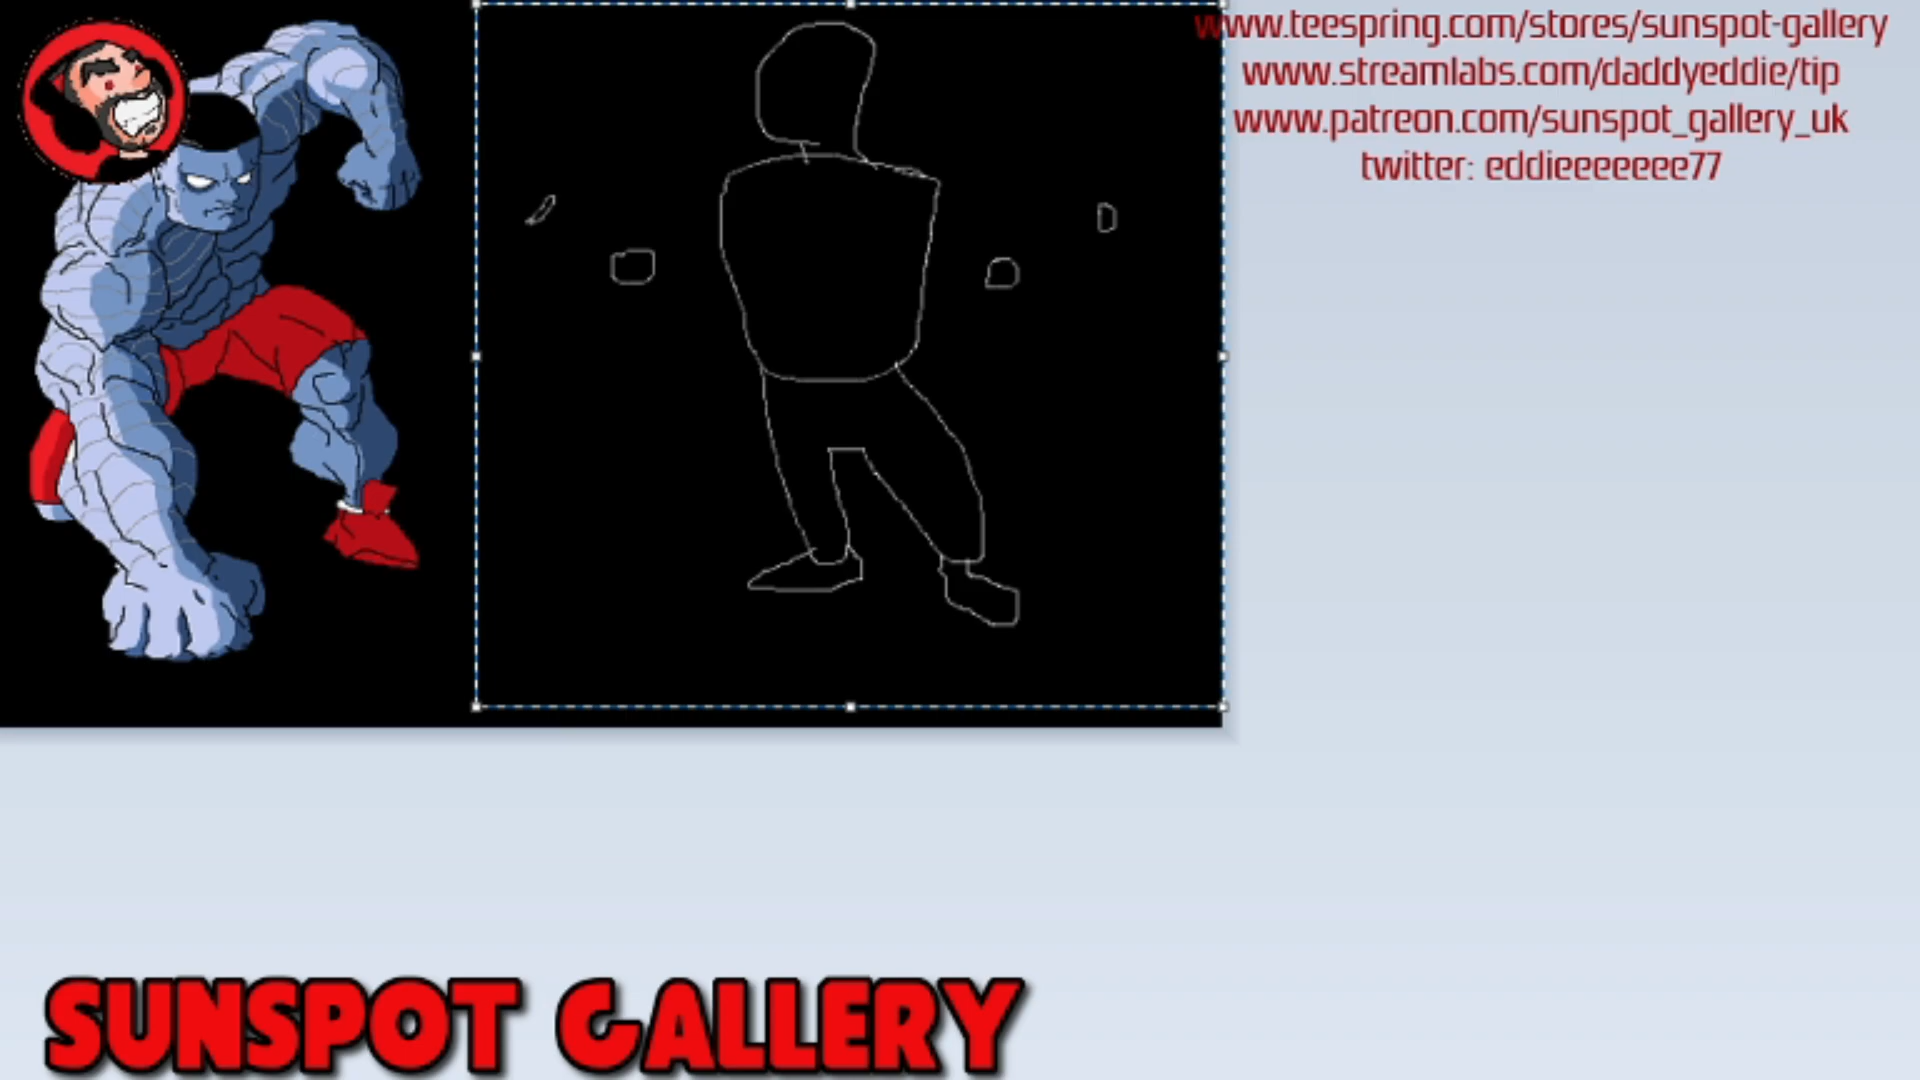 www.teespring.com/stores/sunspot-gallery
www.streamlabs.com/daddyeddie/tip
www.patreon.com/sunspot_gallery_uk
twitter: eddieeeeeee77
SUNSPOT GALLERY